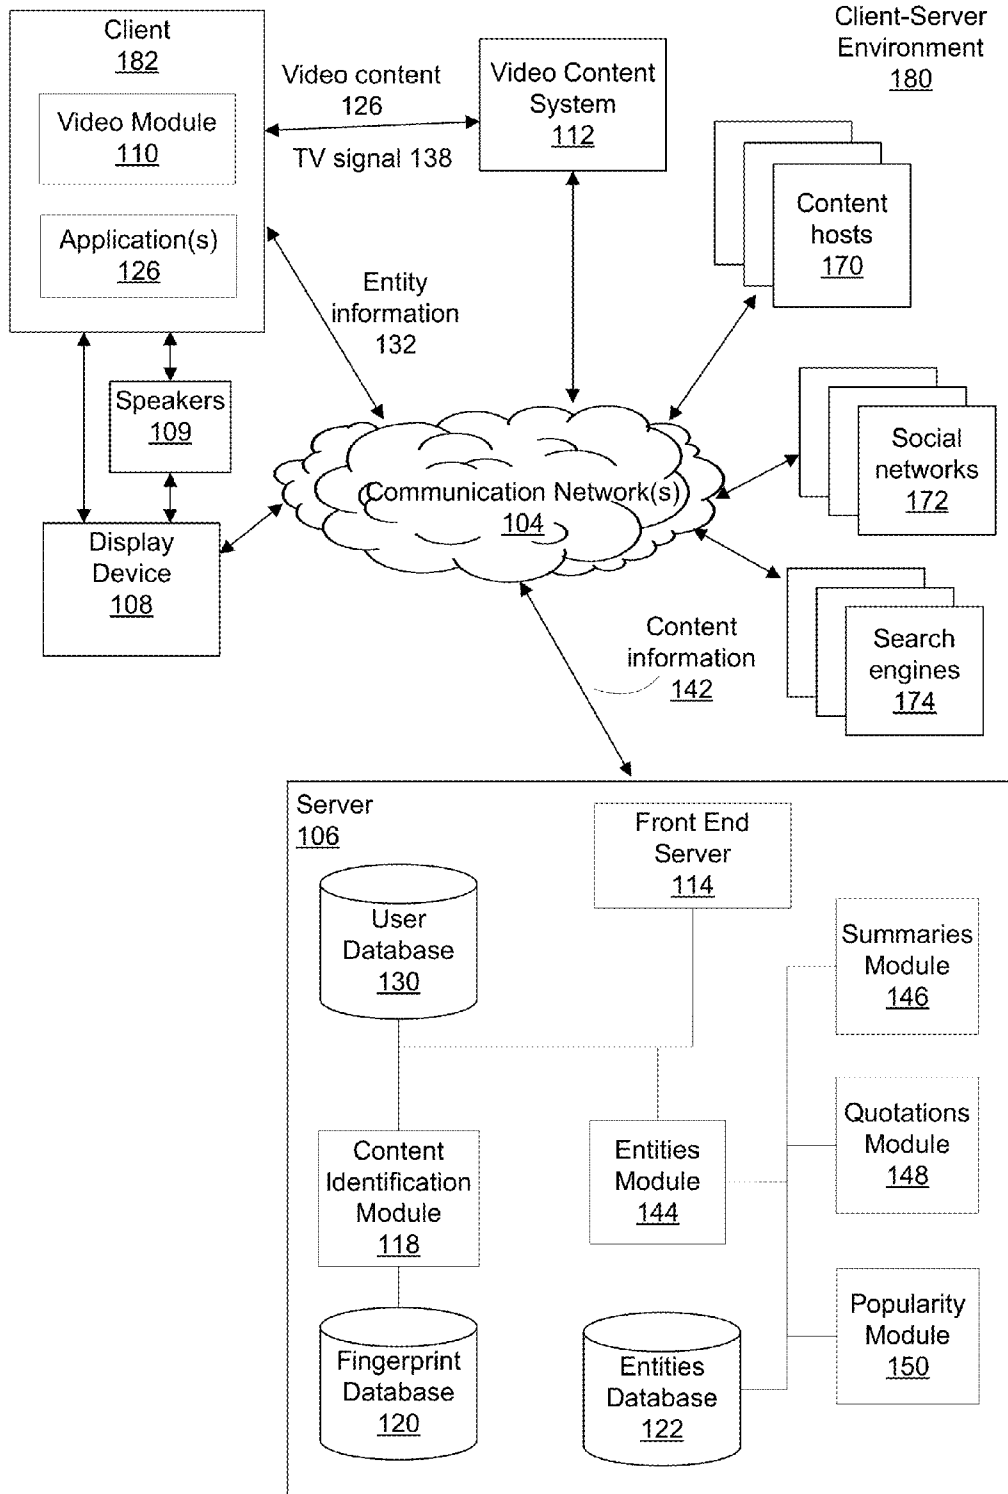 Client
182
Video Module
110
Application(s)
126
Video content
126
TV signal 138
Video Content
System
112
Client-Server
Environment
180
Content
hosts
170
Entity
information
132
Speakers
109
Social
networks
172
Communication Network(s)
104
Display
Device
108
Search
engines
174
Content
information
142
Server
106
Front End
Server
114
User
Database
130
Summaries
Module
146
Content
Identification
Module
118
Entities
Module
144
Quotations
Module
148
Fingerprint
Database
120
Entities
Database
122
Popularity
Module
150